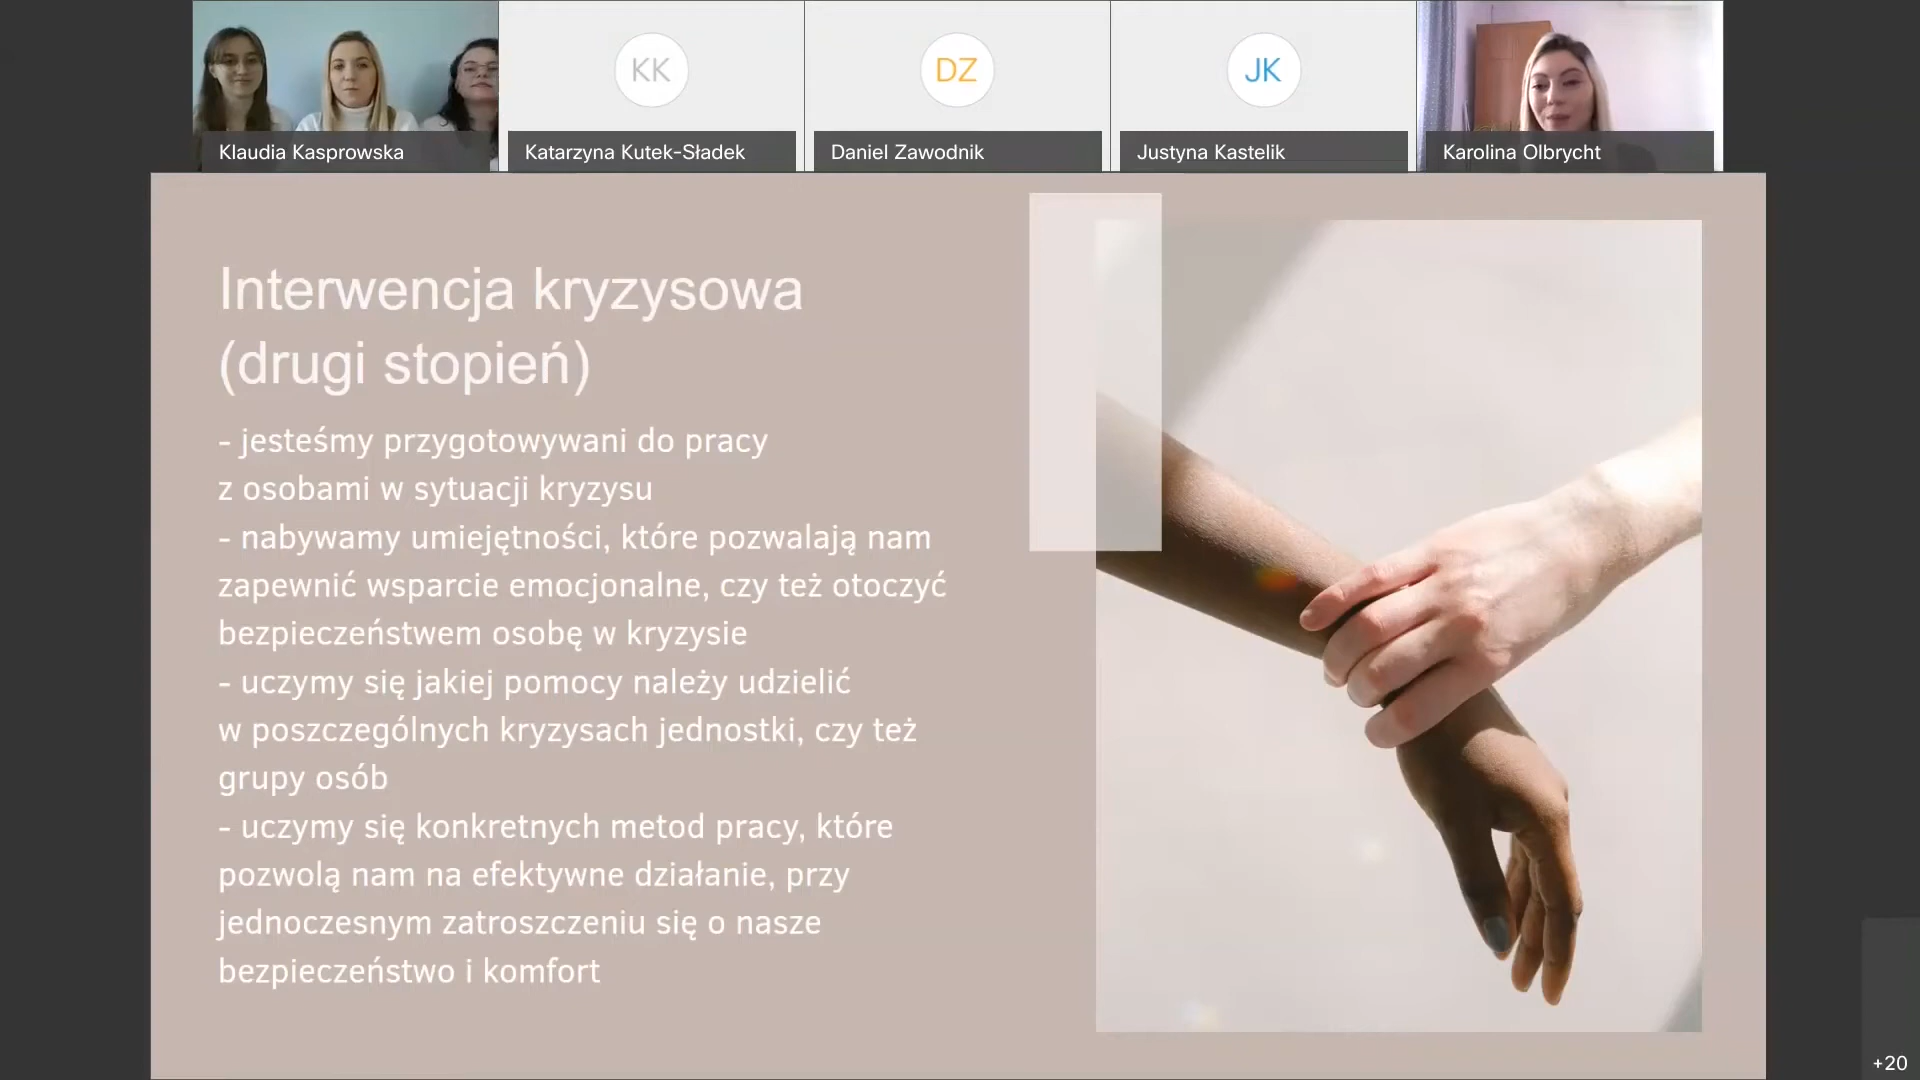 KK
DZ
JK
Klaudia Kasprowska
Katarzyna Kutek-Sładek
Daniel Zawodnik
Justyna Kastelik
Karolina Olbrycht
Interwencja kryzysowa
(drugi stopień)
- jesteśmy przygotowywani do pracy
z osobami w sytuacji kryzysu
- nabywamy umiejętności, które pozwalają nam
zapewnić wsparcie emocjonalne, czy też otoczyć
bezpieczeństwem osobę w kryzysie
- uczymy się jakiej pomocy należy udzielić
w poszczególnych kryzysach jednostki, czy też
grupy osób
- uczymy się konkretnych metod pracy, które
pozwolą nam na efektywne działanie, przy
jednoczesnym zatroszczeniu się o nasze
bezpieczeństwo i komfort
+20